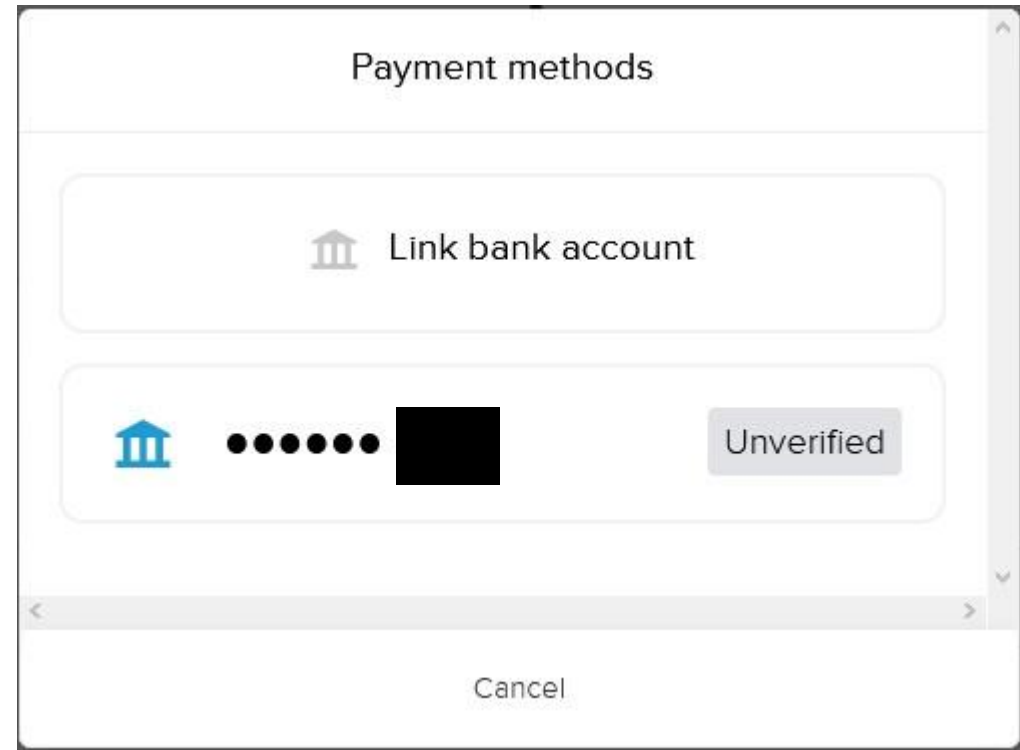 Payment methods
Link bank account
•••••• Unverified
Cancel